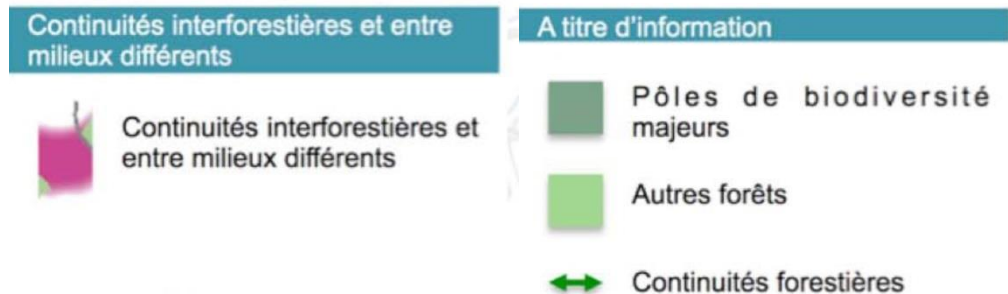 Continuités interforestières et entre
milieux différents
Continuités interforestières et
entre milieux différents
A titre d'information
Pôles de biodiversité
majeurs
Autres forêts
Continuités forestières